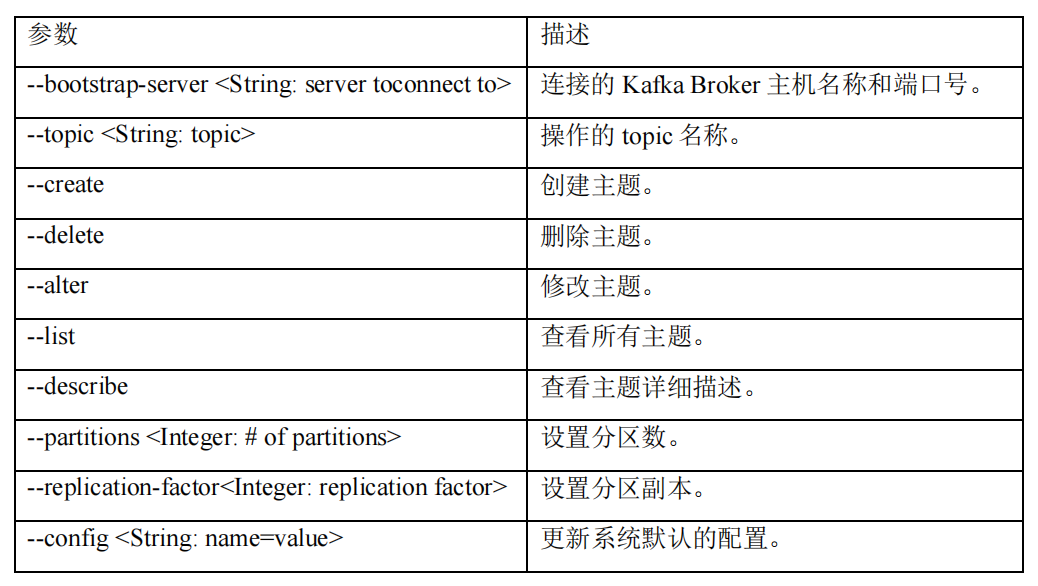 参数 描述
--bootstrap-server <String: server toconnect to> 连接的 Kafka Broker 主机名称和端口号。
--topic <String: topic> 操作的 topic 名称。
--create 创建主题。
--delete 删除主题。
--alter 修改主题。
--list 查看所有主题。
--describe 查看主题详细描述。
--partitions <Integer: # of partitions> 设置分区数。
--replication-factor<Integer: replication factor> 设置分区副本。
--config <String: name=value> 更新系统默认的配置。